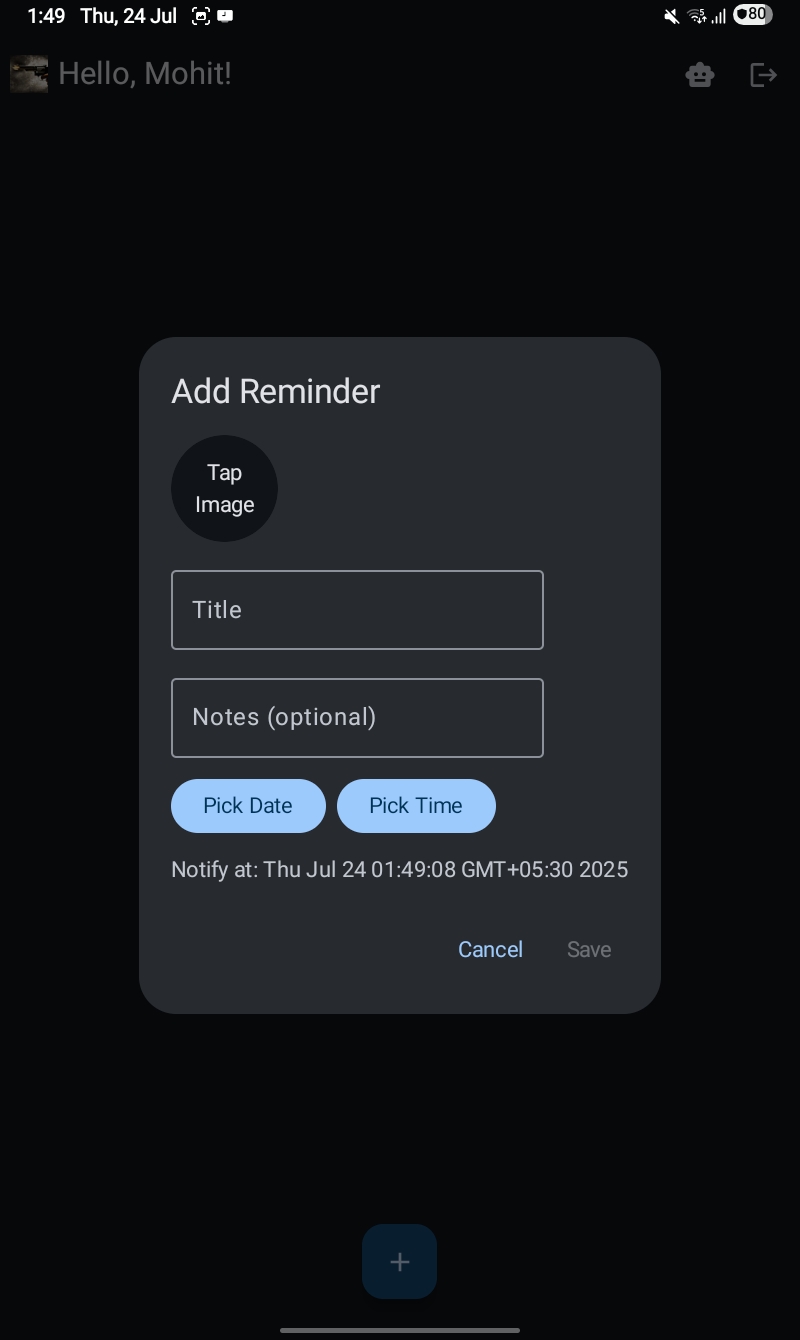 1:49 Thu, 24 Jul 80
Hello, Mohit!
Add Reminder
Tap
Image
Title
Notes (optional)
Pick Date Pick Time
Notify at: Thu Jul 24 01:49:08 GMT+05:30 2025
Cancel Save